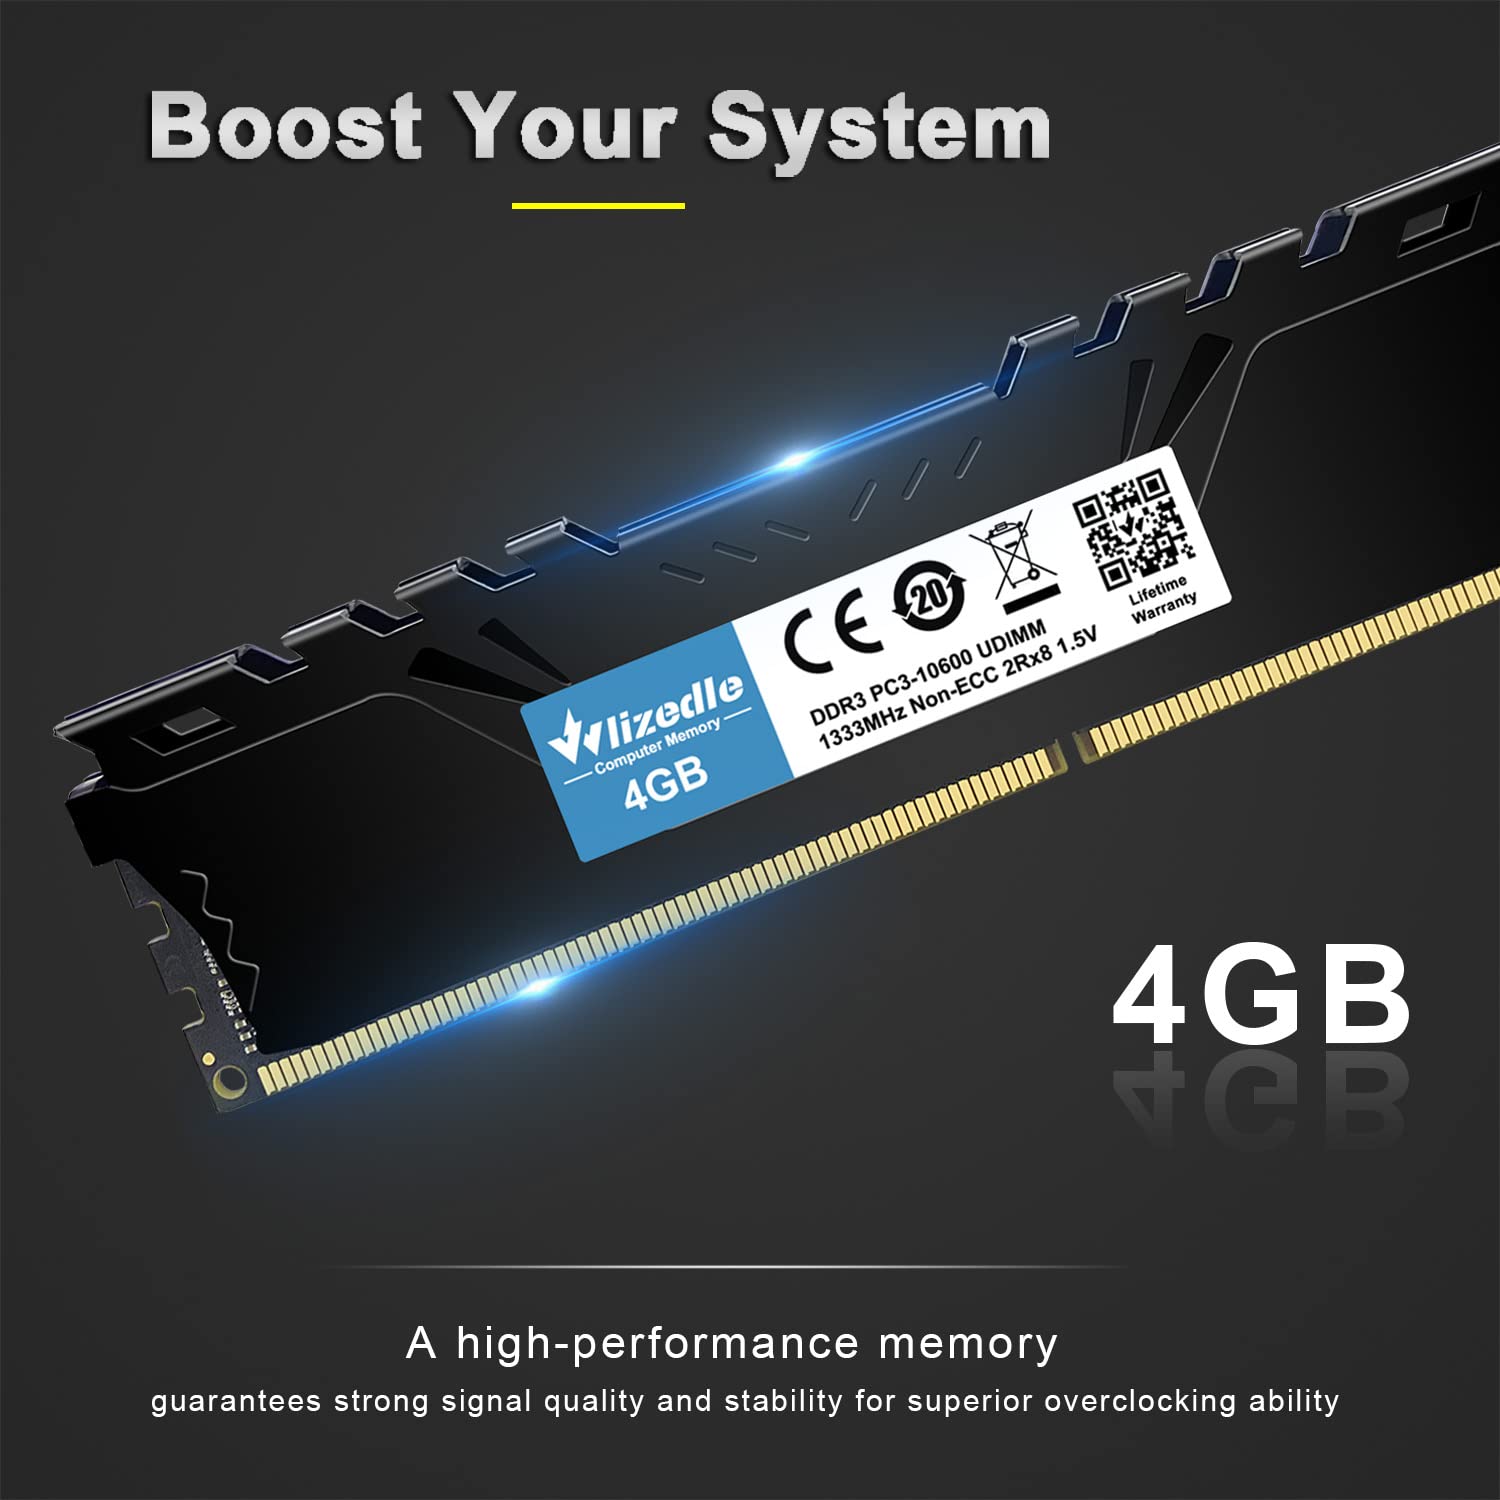 Boost Your System
Wlizedle
Computer Memory
4GB
CE
20
DDR3 PC3-10600 UDIMM
1333MHz Non-ECC 2Rx8 1.5V
Lifetime
Warranty
4GB
A high-performance memory
guarantees strong signal quality and stability for superior overclocking ability